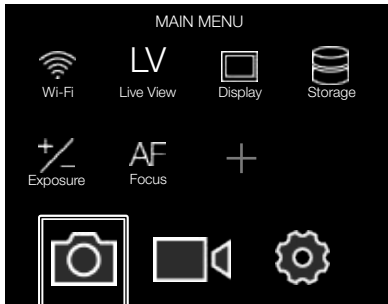 MAIN MENU
LV
Wi-Fi Live View Display Storage
+/- AF
Exposure Focus